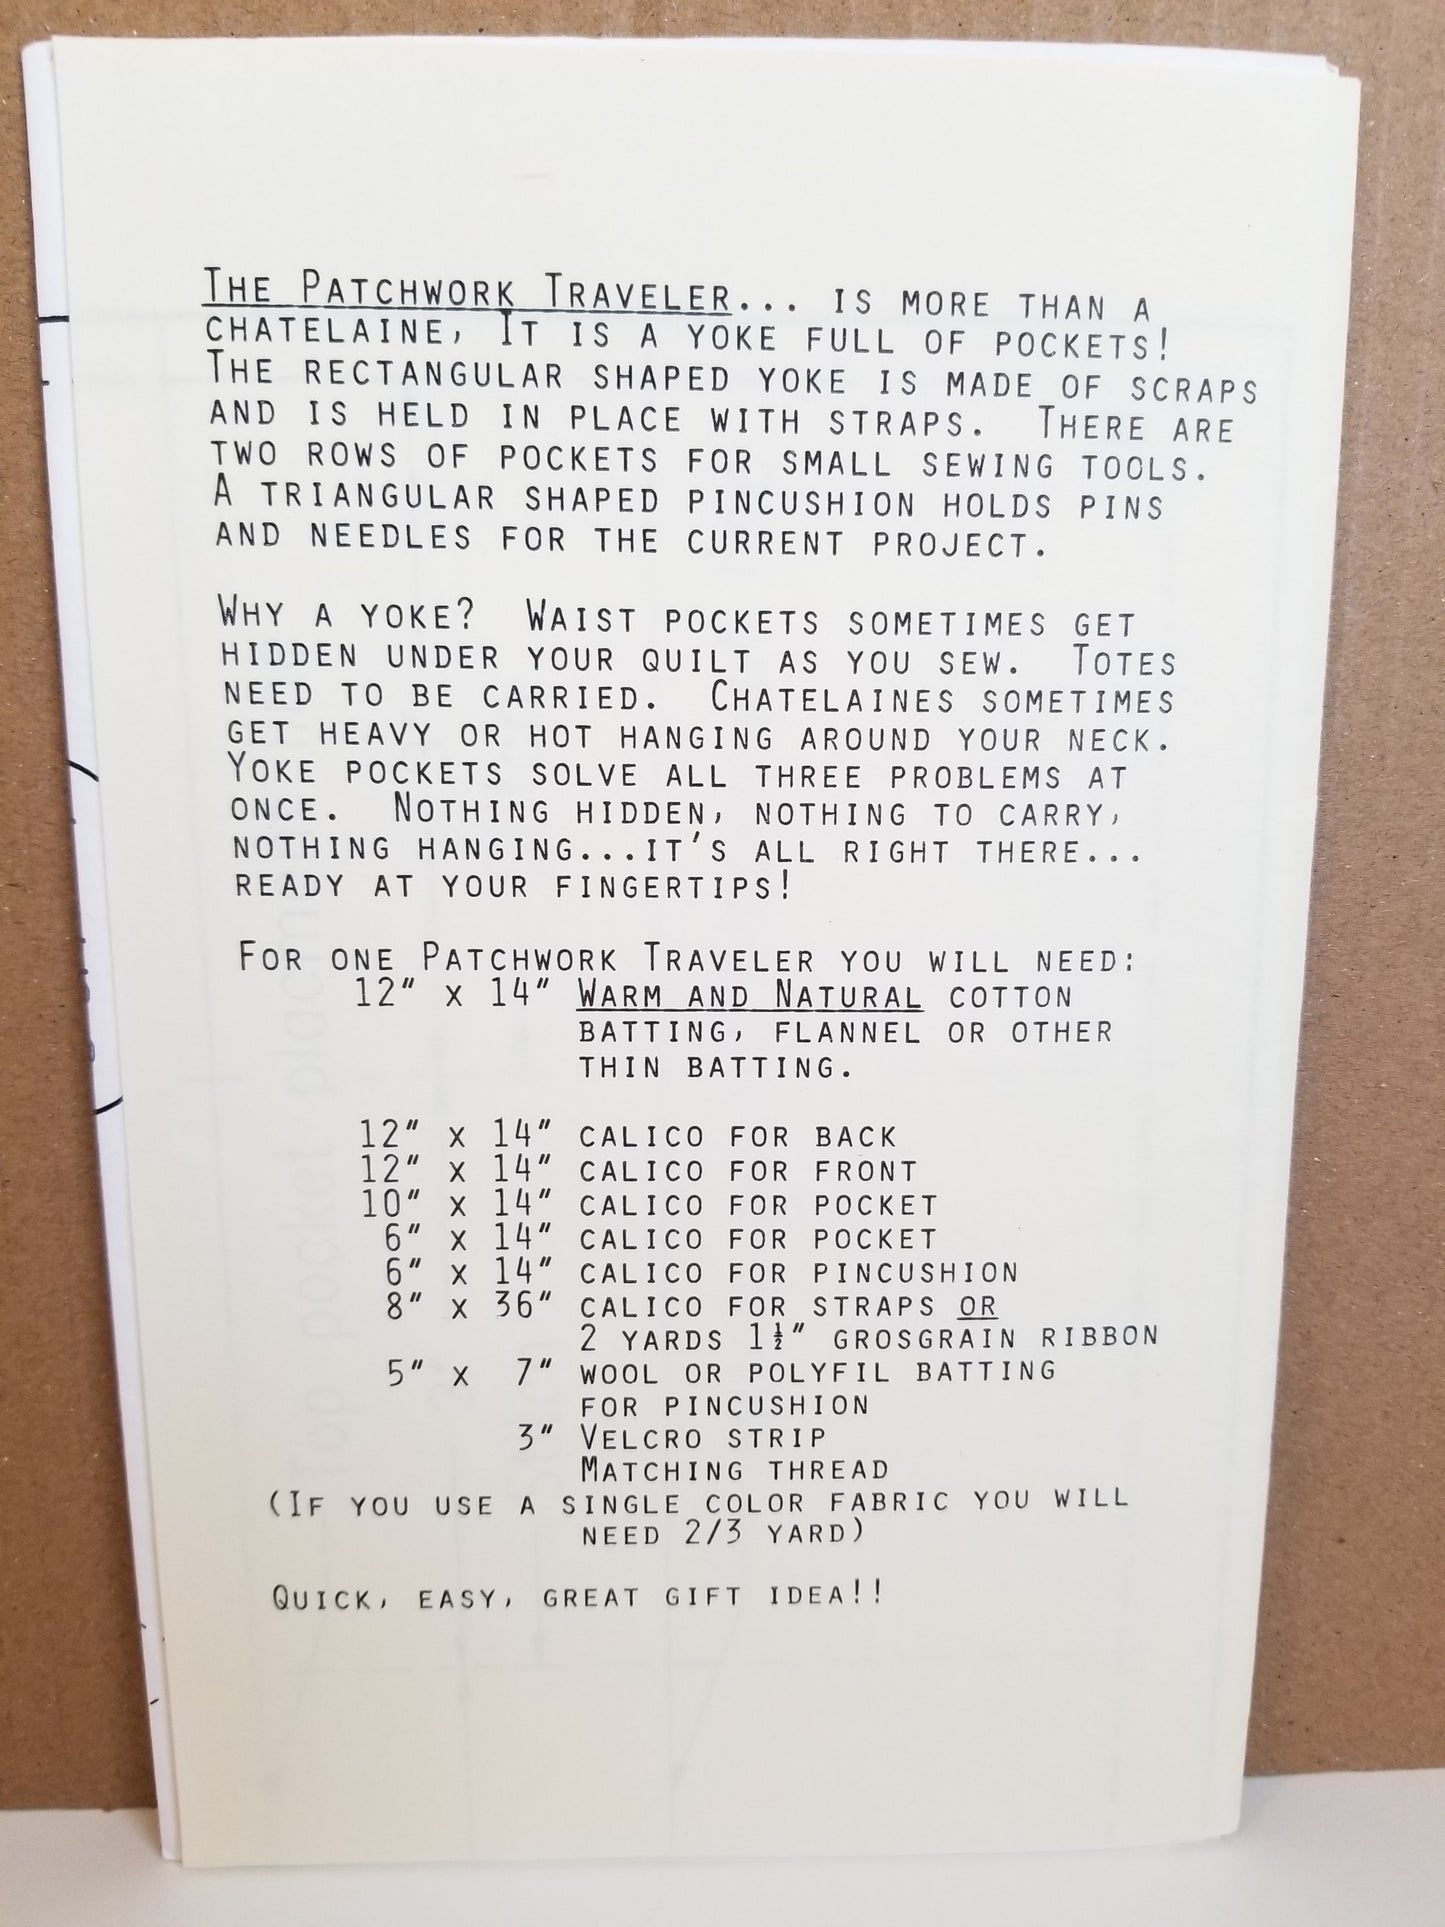 The Patchwork Traveler... is more than a
chatelaine, It is a yoke full of pockets!
The rectangular shaped yoke is made of scraps
and is held in place with straps.  There are
two rows of pockets for small sewing tools.
A triangular shaped pincushion holds pins
and needles for the current project.
Why a yoke?  Waist pockets sometimes get
hidden under your quilt as you sew.  Totes
need to be carried.  Chatelaines sometimes
get heavy or hot hanging around your neck.
Yoke pockets solve all three problems at
once.  Nothing hidden, nothing to carry,
nothing hanging...it's all right there...
ready at your fingertips!
For one Patchwork Traveler you will need:
12" x 14" Warm and Natural cotton
batting, flannel or other
thin batting.
12" x 14" calico for back
12" x 14" calico for front
10" x 14" calico for pocket
6" x 14" calico for pocket
6" x 14" calico for pincushion
8" x 36" calico for straps or
2 yards 1½" grosgrain ribbon
5" x 7" wool or polyfil batting
for pincushion
3" Velcro strip
Matching thread
(If you use a single color fabric you will
need 2/3 yard)
Quick, easy, great gift idea!!
Top pocket placem